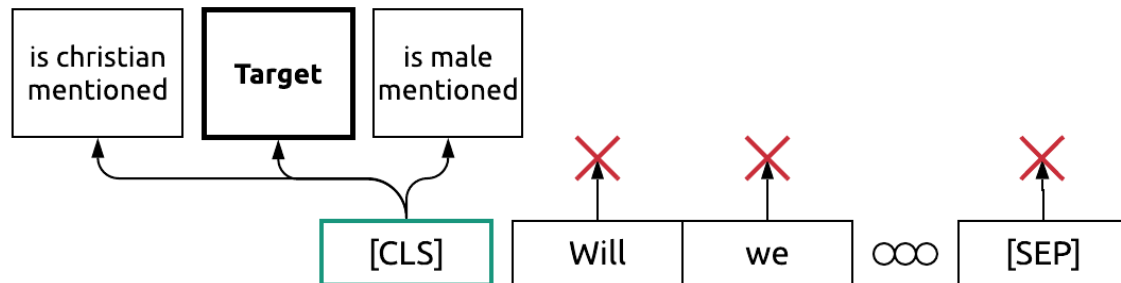 is christian
mentioned
Target
is male
mentioned
[CLS]
Will
we
[SEP]